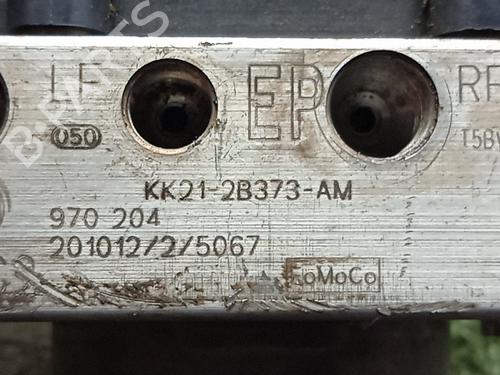 LF EP RF
050 T5BV
KK21-2B373-AM
970 204
201012/2/5067
FoMoCo